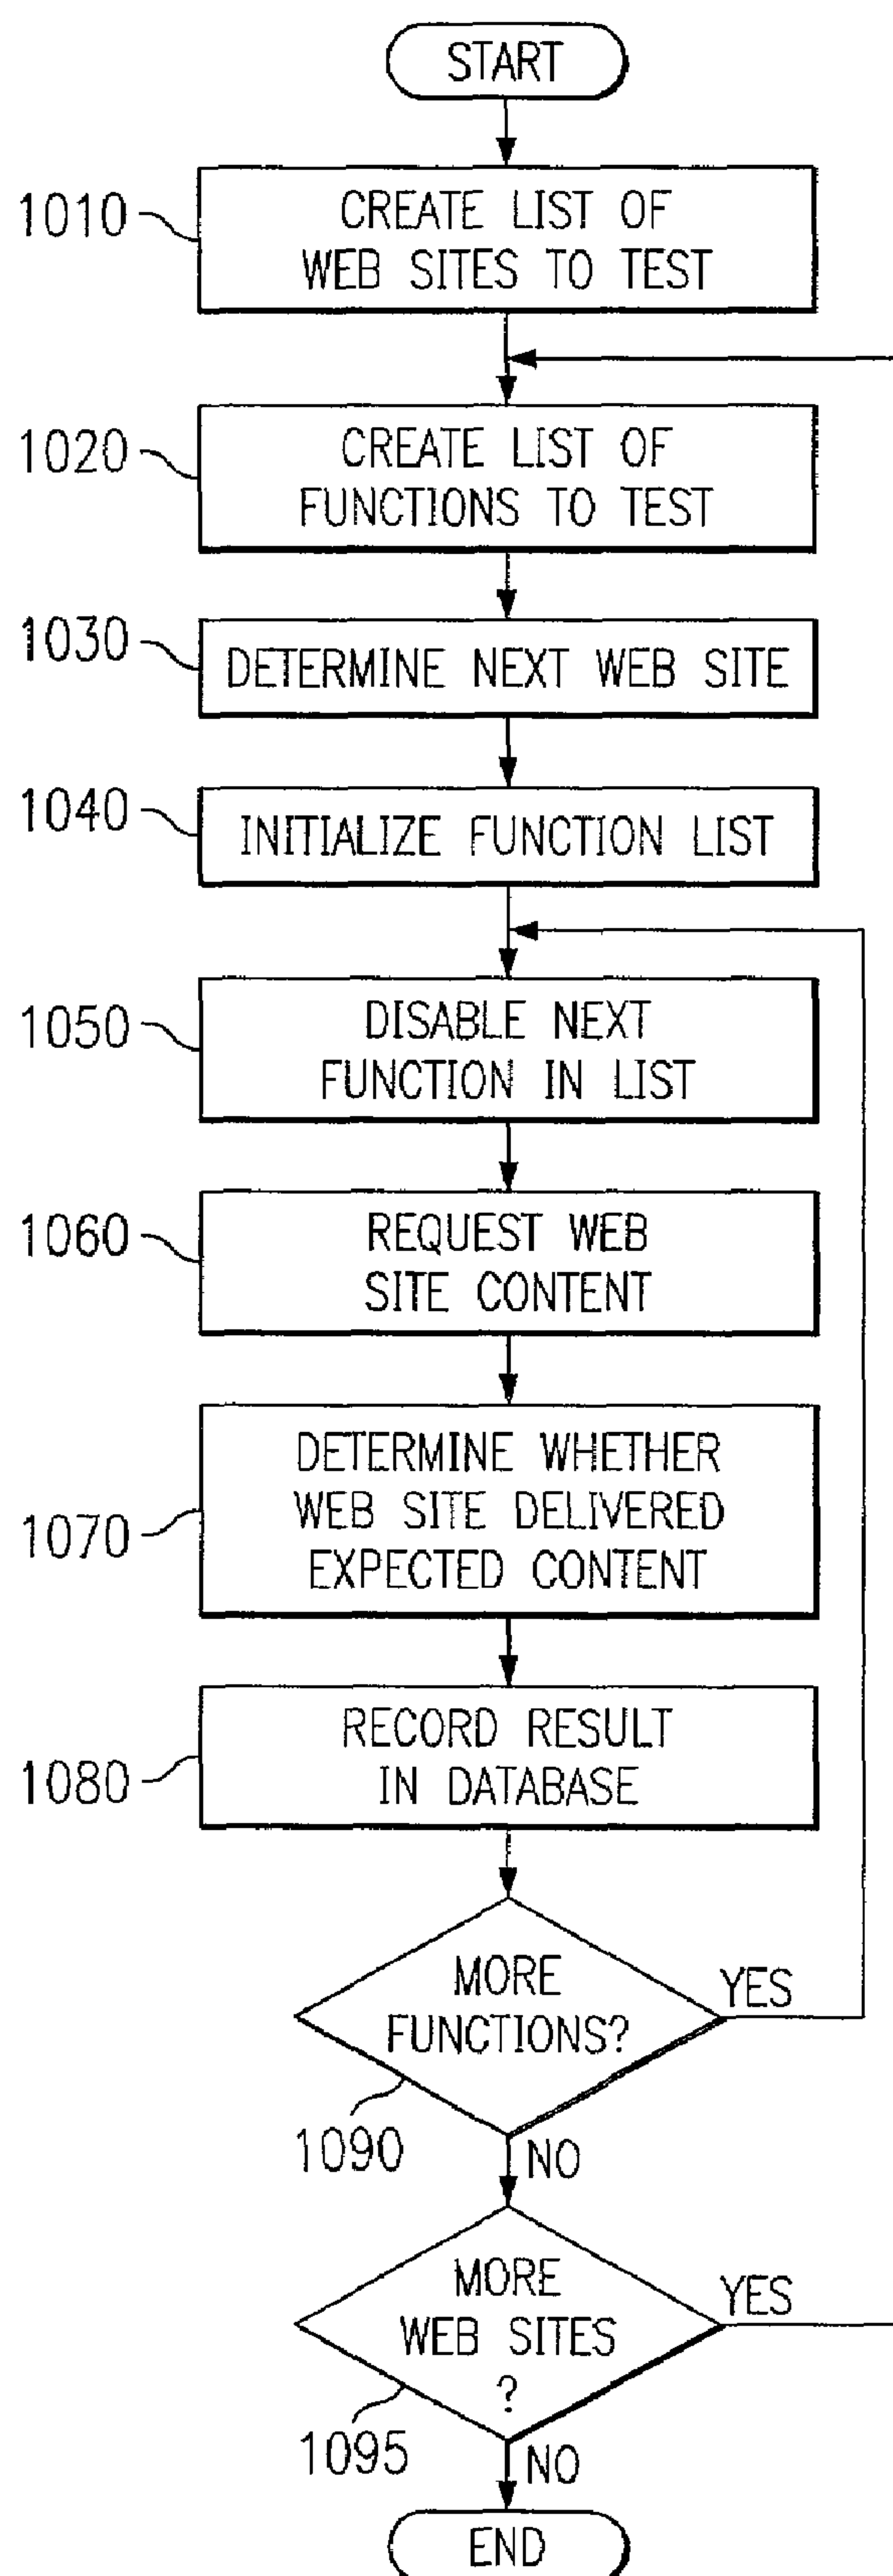 START
1010
CREATE LIST OF
WEB SITES TO TEST
1020
CREATE LIST OF
FUNCTIONS TO TEST
1030
DETERMINE NEXT WEB SITE
1040
INITIALIZE FUNCTION LIST
1050
DISABLE NEXT
FUNCTION IN LIST
1060
REQUEST WEB
SITE CONTENT
1070
DETERMINE WHETHER
WEB SITE DELIVERED
EXPECTED CONTENT
1080
RECORD RESULT
IN DATABASE
MORE
FUNCTIONS?
YES
1090
NO
MORE
WEB SITES
?
YES
1095
NO
END